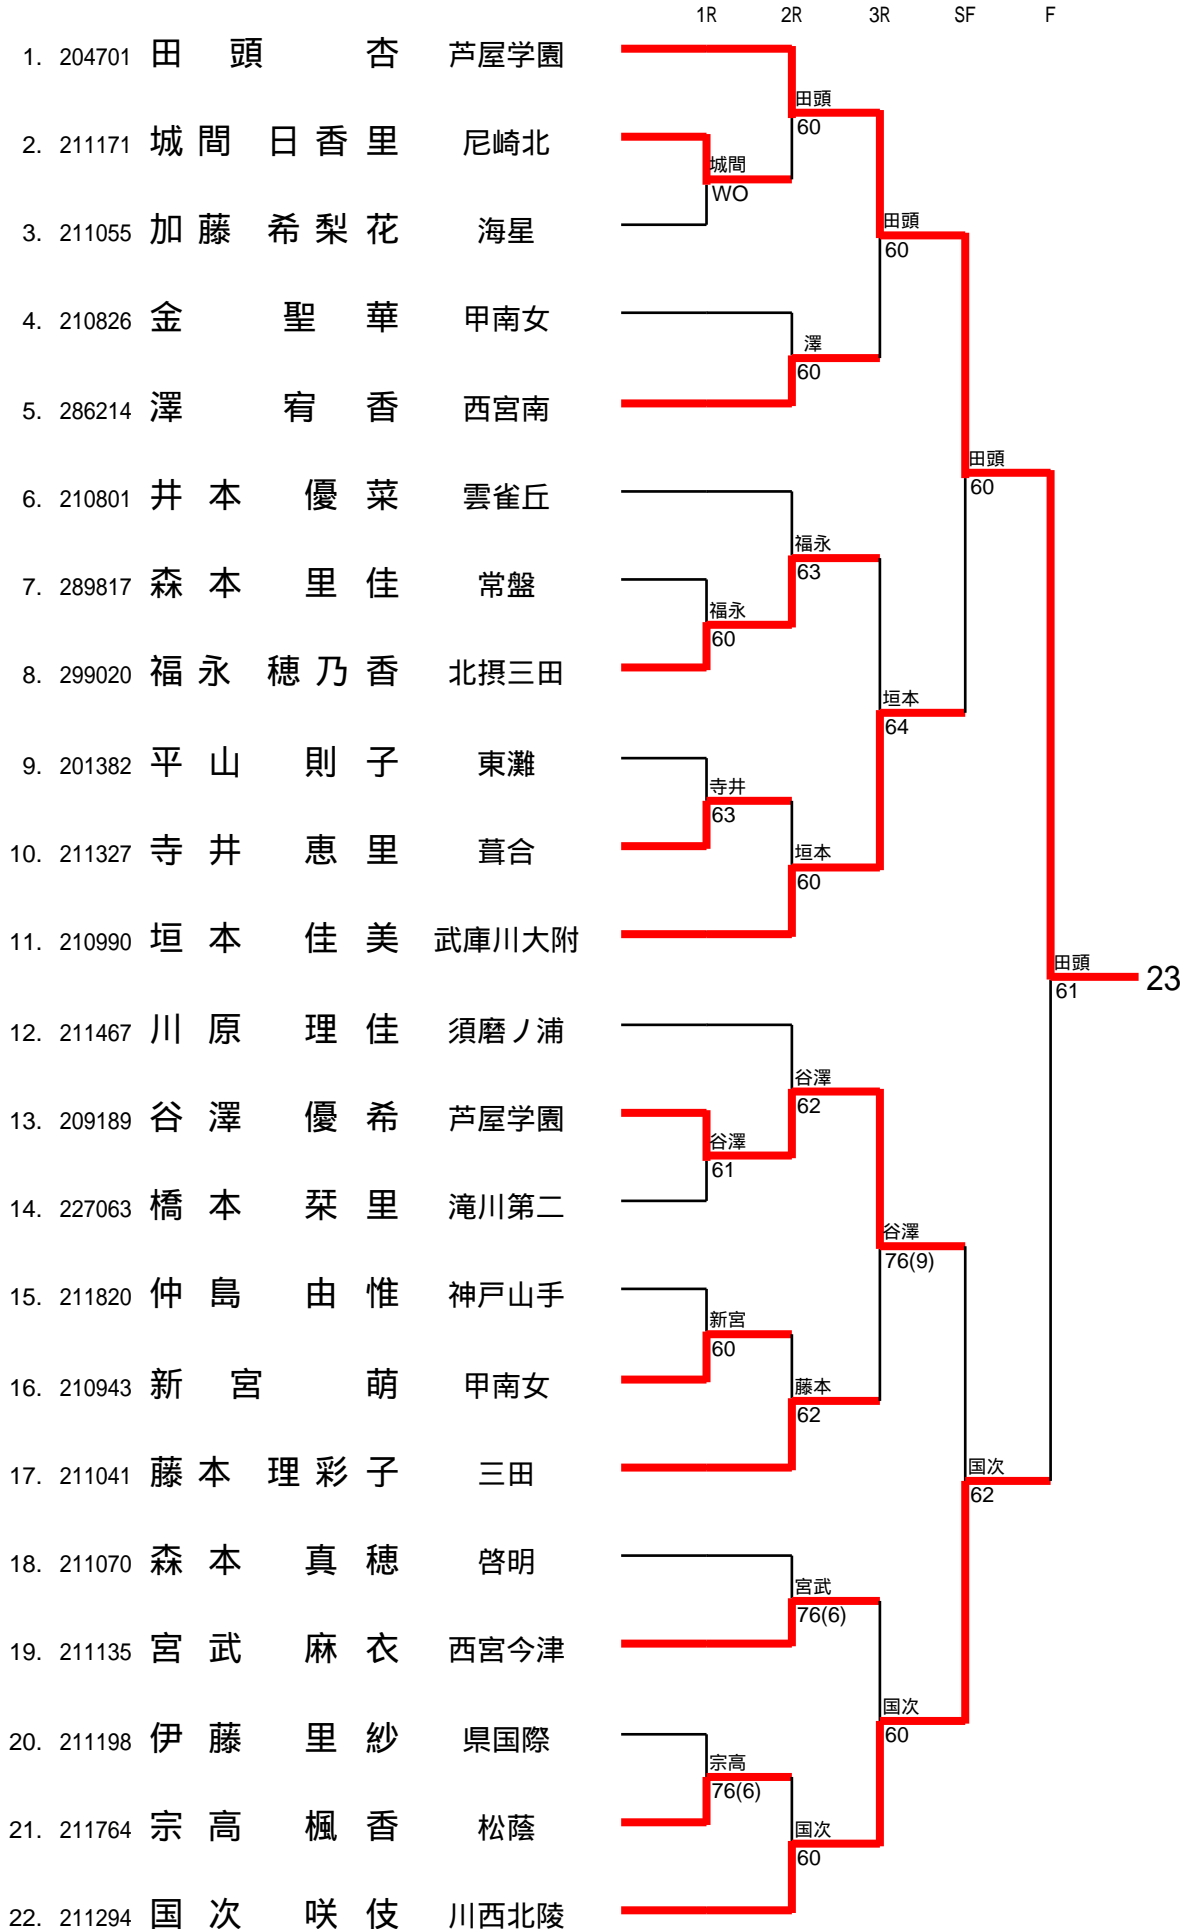 1R 2R 3R SF F
1. 204701 田 頭 杏 芦屋学園
田頭
60
2. 211171 城 間 日 香 里 尼崎北
城間
WO
3. 211055 加 藤 希 梨 花 海星
田頭
60
4. 210826 金 聖 華 甲南女
澤
60
5. 286214 澤 宥 香 西宮南
田頭
60
6. 210801 井 本 優 菜 雲雀丘
福永
63
7. 289817 森 本 里 佳 常盤
福永
60
8. 299020 福 永 穂 乃 香 北摂三田
垣本
64
9. 201382 平 山 則 子 東灘
寺井
63
10. 211327 寺 井 恵 里 葺合
垣本
60
11. 210990 垣 本 佳 美 武庫川大附
田頭
61
23
12. 211467 川 原 理 佳 須磨ノ浦
谷澤
62
13. 209189 谷 澤 優 希 芦屋学園
谷澤
61
14. 227063 橋 本 栞 里 滝川第二
谷澤
76(9)
15. 211820 仲 島 由 惟 神戸山手
新宮
60
16. 210943 新 宮 萌 甲南女
藤本
62
17. 211041 藤 本 理 彩 子 三田
国次
62
18. 211070 森 本 真 穂 啓明
宮武
76(6)
19. 211135 宮 武 麻 衣 西宮今津
国次
60
20. 211198 伊 藤 里 紗 県国際
宗高
76(6)
21. 211764 宗 高 楓 香 松蔭
国次
60
22. 211294 国 次 咲 伎 川西北陵